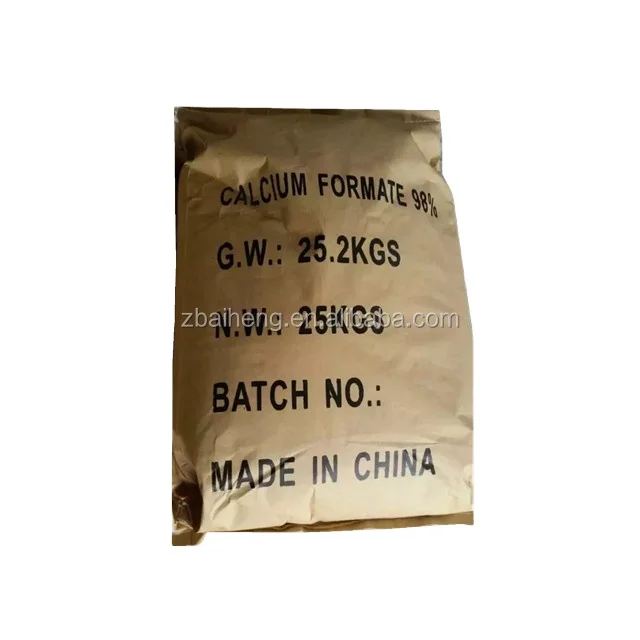 CALCIUM FORMATE 98%
G.W.: 25.2KGS
zbaiheng.en.alibaba.com
N.W.: 25KGS
BATCH NO.:
MADE IN CHINA